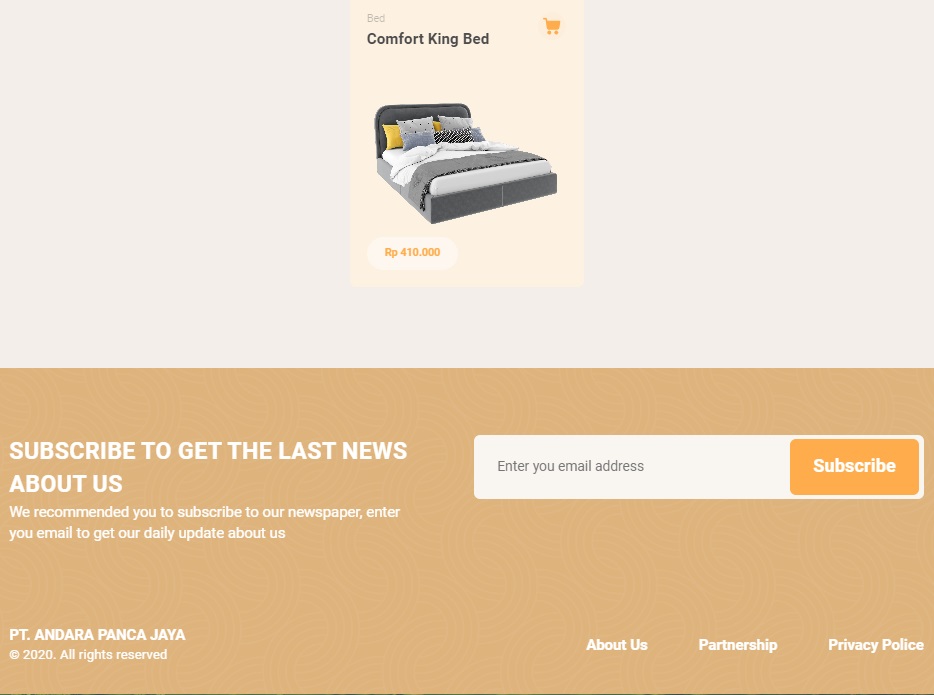 Bed
Comfort King Bed
Rp 410.000
SUBSCRIBE TO GET THE LAST NEWS
ABOUT US
We recommended you to subscribe to our newspaper, enter
you email to get our daily update about us
Enter you email address
Subscribe
PT. ANDARA PANCA JAYA
© 2020. All rights reserved
About Us
Partnership
Privacy Police